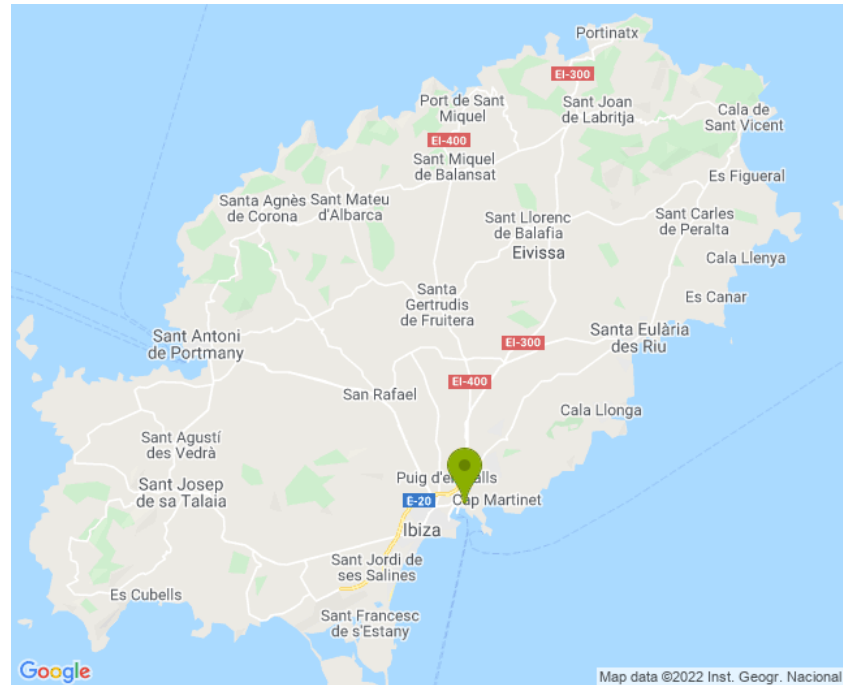 Portinatx
EI-300
Port de Sant
Miquel
Sant Joan
de Labritja
Cala de
Sant Vicent
EI-400
Sant Miquel
de Balansat
Es Figueral
Santa Agnès
de Corona
Sant Mateu
d'Albarca
Sant Llorenc
de Balafia
Sant Carles
de Peralta
Eivissa
Cala Llenya
Santa
Gertrudis
de Fruitera
Es Canar
Sant Antoni
de Portmany
Santa Eulària
des Riu
EI-300
EI-400
San Rafael
Cala Llonga
Sant Agustí
des Vedrà
Puig d'en Valls
Sant Josep
de sa Talaia
E-20
Cap Martinet
Ibiza
Sant Jordi de
ses Salines
Es Cubells
Sant Francesc
de s'Estany
Google
Map data ©2022 Inst. Geogr. Nacional